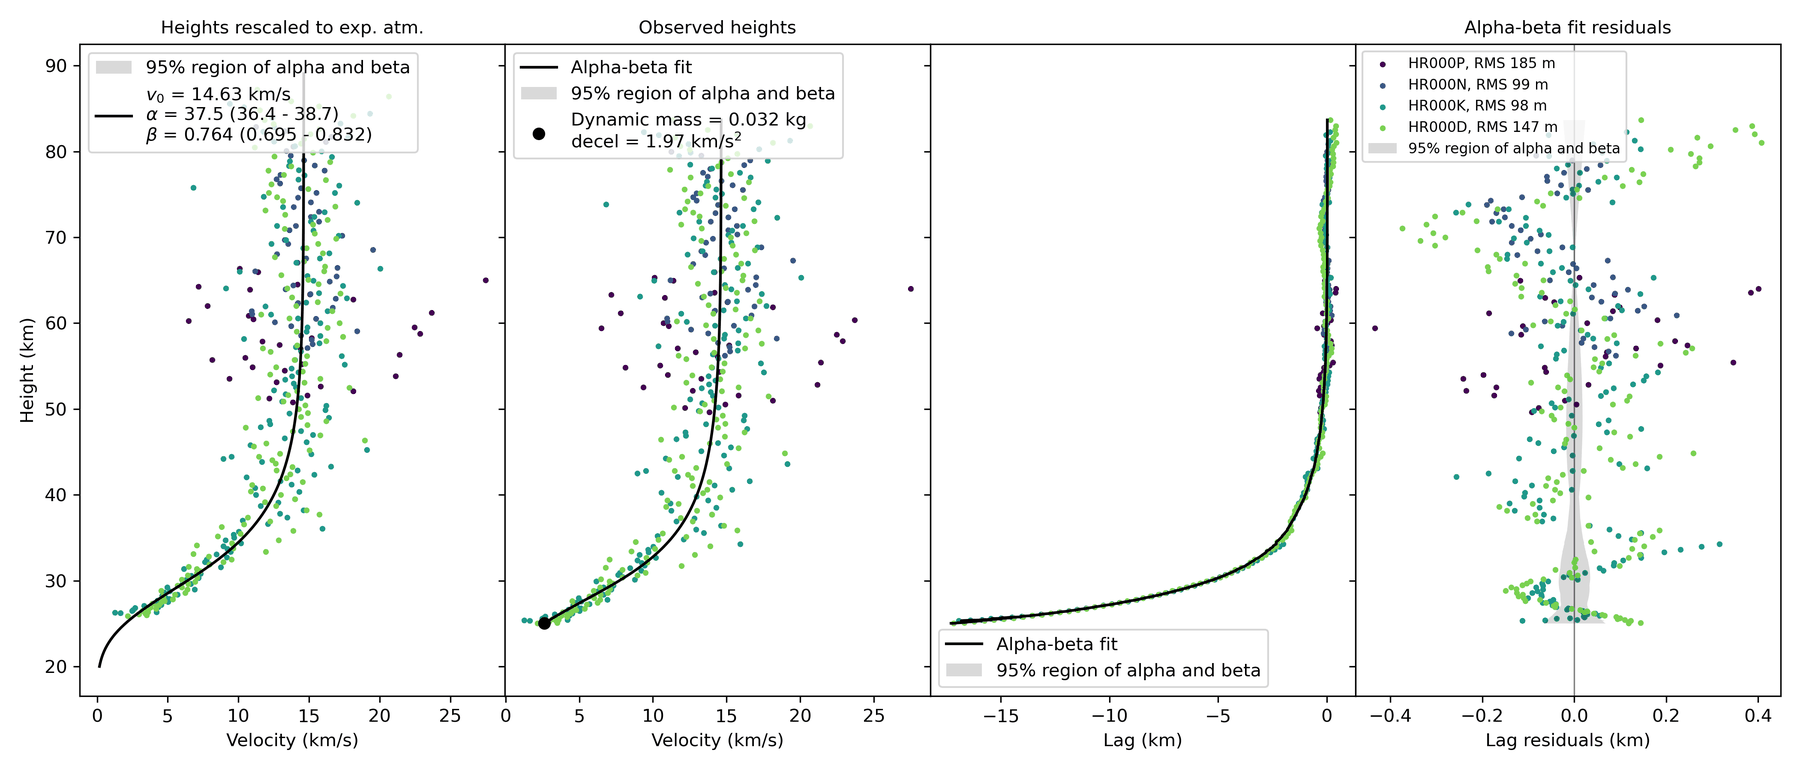 Heights rescaled to exp. atm.
95% region of alpha and beta
v₀ = 14.63 km/s
α = 37.5 (36.4 - 38.7)
β = 0.764 (0.695 - 0.832)
Height (km)
90
80
70
60
50
40
30
20
0 5 10 15 20 25
Velocity (km/s)
Observed heights
Alpha-beta fit
95% region of alpha and beta
Dynamic mass = 0.032 kg
decel = 1.97 km/s²
0 5 10 15 20 25
Velocity (km/s)
Alpha-beta fit
95% region of alpha and beta
−15 −10 −5 0
Lag (km)
Alpha-beta fit residuals
HR000P, RMS 185 m
HR000N, RMS 99 m
HR000K, RMS 98 m
HR000D, RMS 147 m
95% region of alpha and beta
−0.4 −0.2 0.0 0.2 0.4
Lag residuals (km)